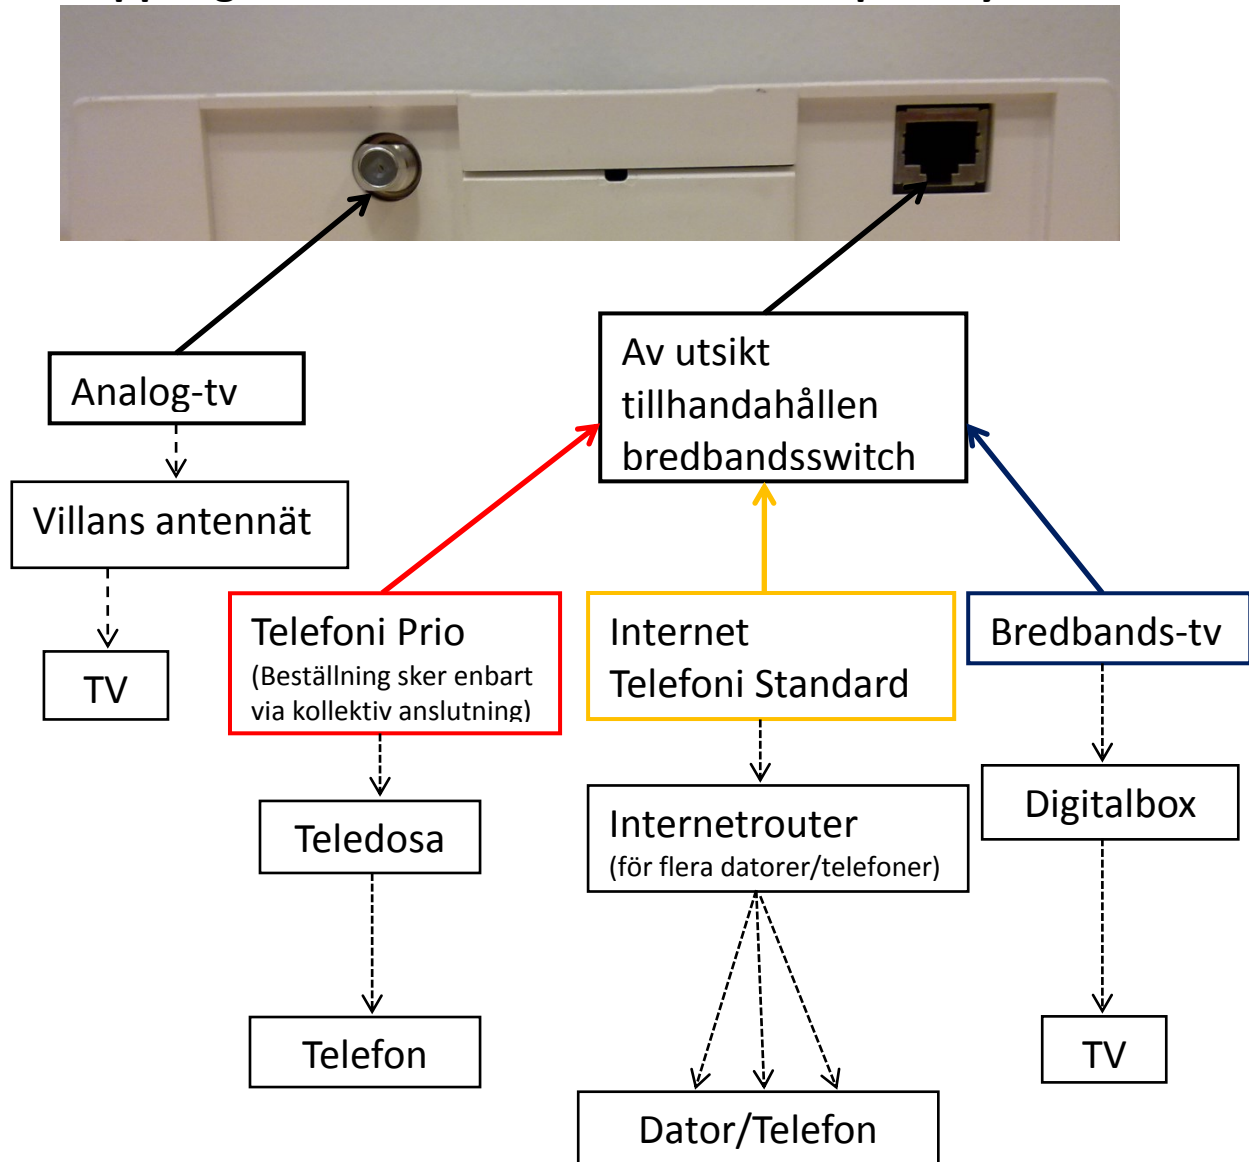 Analog-tv
Av utsikt
tillhandahållen
bredbandsswitch
Villans antennät
TV
Telefoni Prio
(Beställning sker enbart
via kollektiv anslutning)
Internet
Telefoni Standard
Bredbands-tv
Teledosa
Internetrouter
(för flera datorer/telefoner)
Digitalbox
Telefon
TV
Dator/Telefon